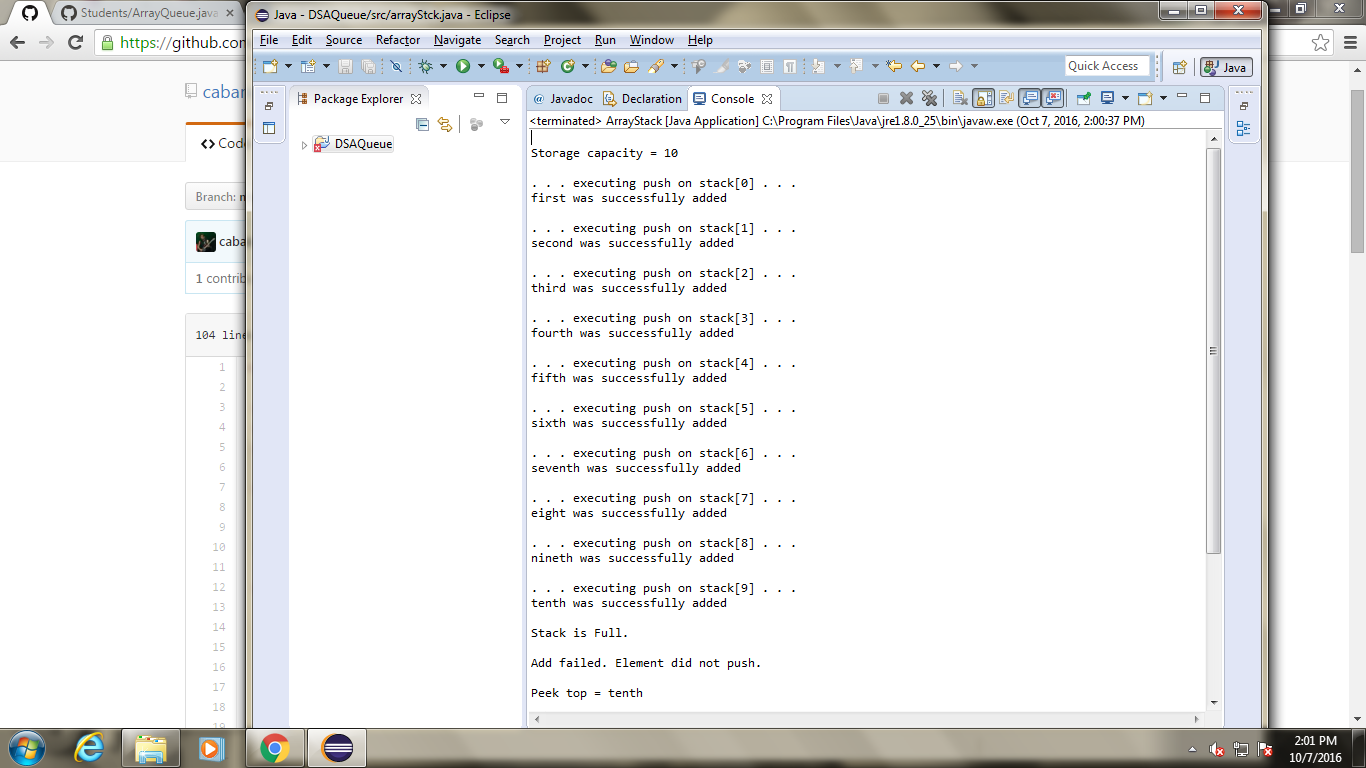 Students/ArrayQueue.java
https://github.com
caba
Code
Branch:
caba
1 contrib
104 line
1
2
3
4
5
6
7
8
9
10
11
12
13
14
15
16
17
18
19
Java - DSAQueue/src/arrayStck.java - Eclipse
File Edit Source Refactor Navigate Search Project Run Window Help
Quick Access
Java
Package Explorer
DSAQueue
Javadoc Declaration Console
<terminated> ArrayStack [Java Application] C:\Program Files\Java\jre1.8.0_25\bin\javaw.exe (Oct 7, 2016, 2:00:37 PM)
Storage capacity = 10
. . . executing push on stack[0] . . .
first was successfully added
. . . executing push on stack[1] . . .
second was successfully added
. . . executing push on stack[2] . . .
third was successfully added
. . . executing push on stack[3] . . .
fourth was successfully added
. . . executing push on stack[4] . . .
fifth was successfully added
. . . executing push on stack[5] . . .
sixth was successfully added
. . . executing push on stack[6] . . .
seventh was successfully added
. . . executing push on stack[7] . . .
eight was successfully added
. . . executing push on stack[8] . . .
nineth was successfully added
. . . executing push on stack[9] . . .
tenth was successfully added
Stack is Full.
Add failed. Element did not push.
Peek top = tenth
2:01 PM
10/7/2016